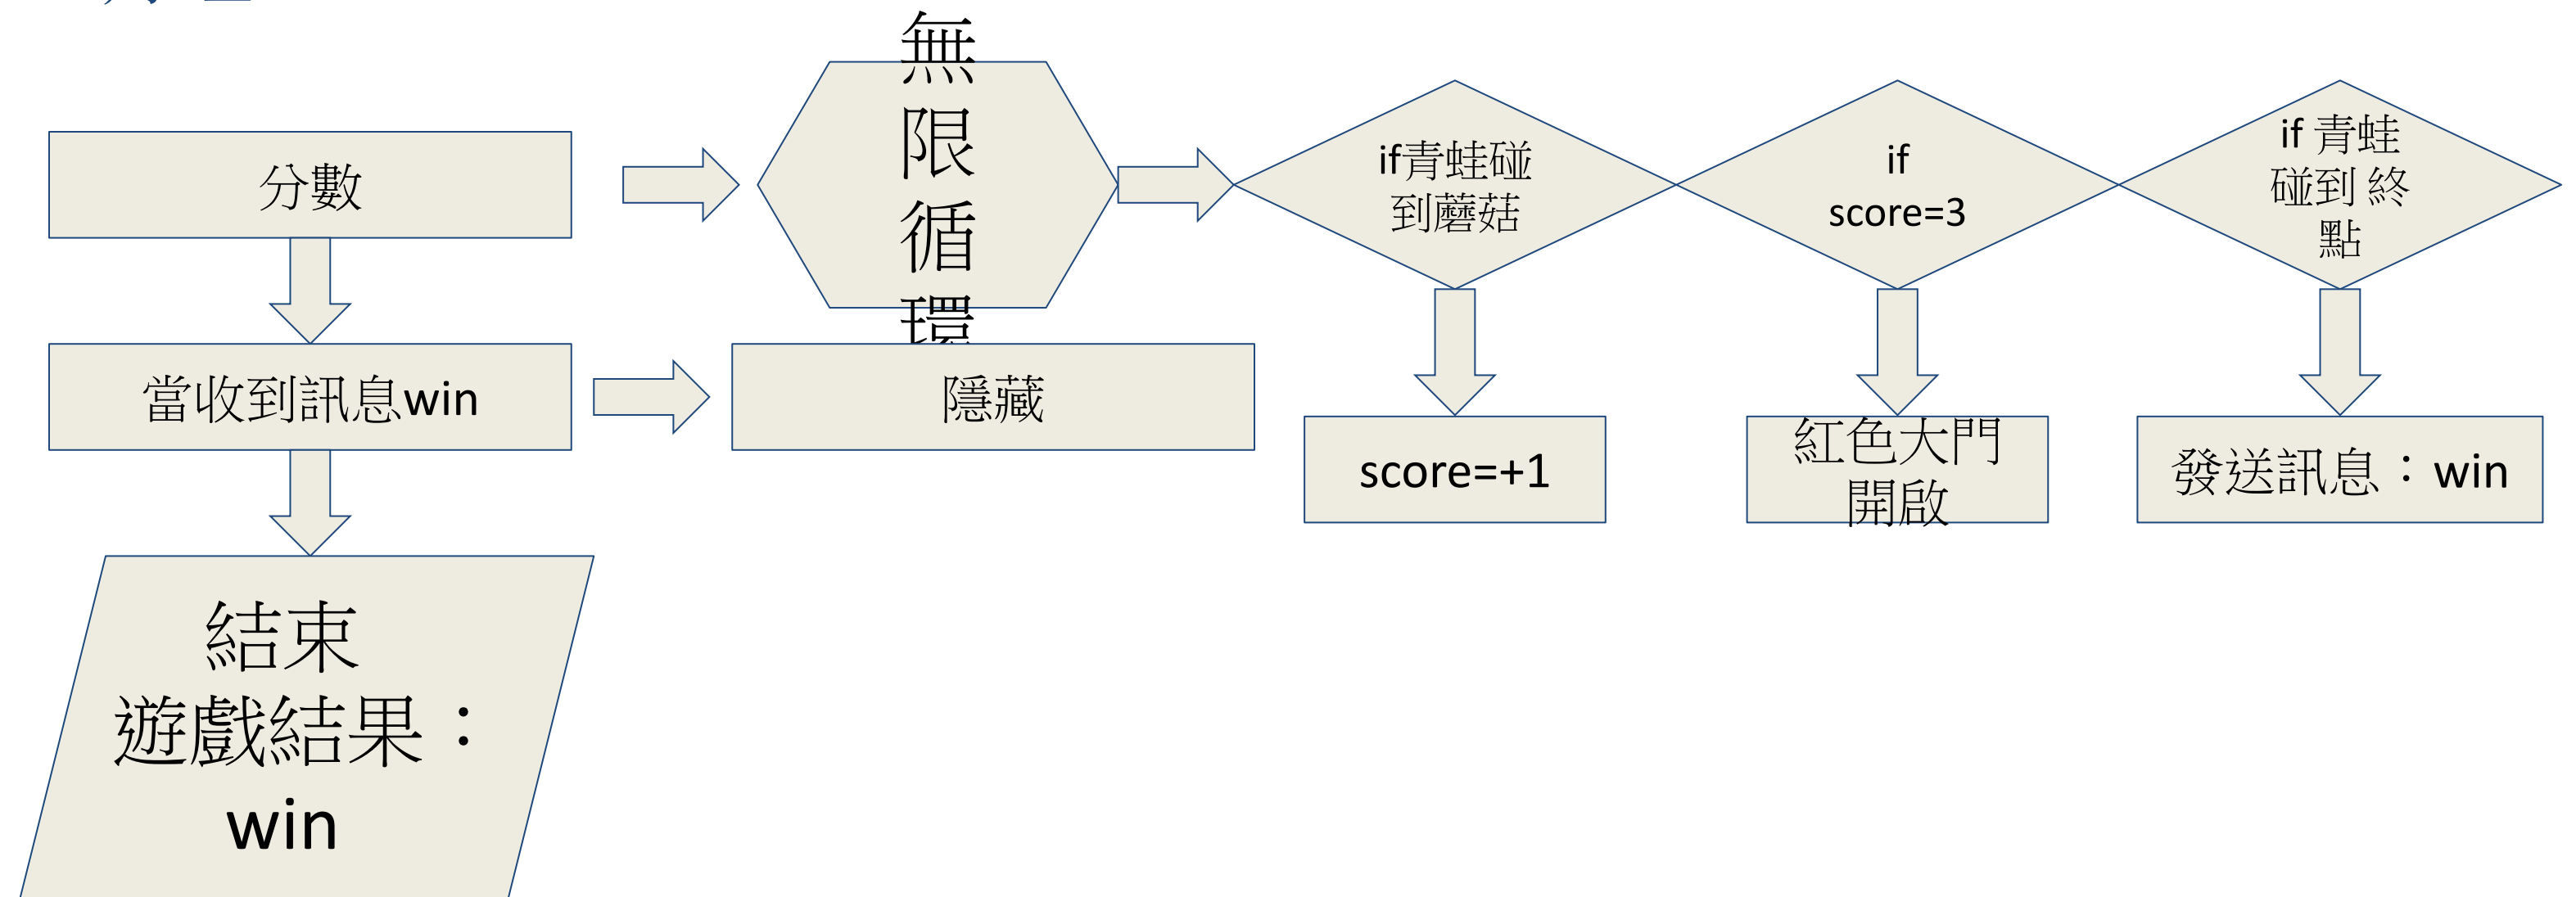 分數
無
限
循
環
if青蛙碰
到蘑菇
if
score=3
if 青蛙
碰到 終
點
當收到訊息win
隱藏
score=+1
紅色大門
開啟
發送訊息：win
結束
遊戲結果：
win